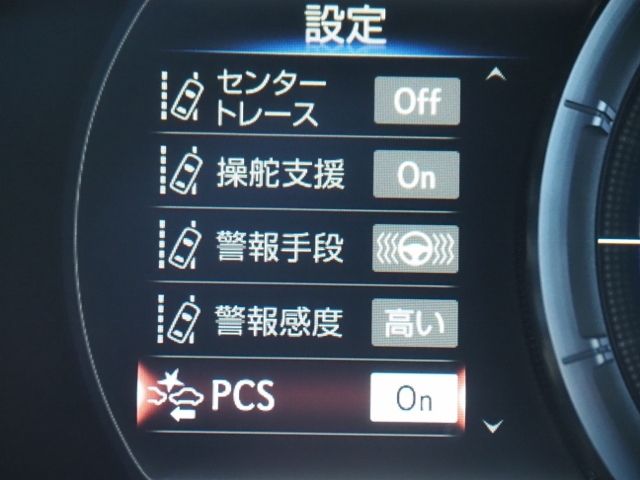 設定
センター
トレース
Off
操舵支援 On
警報手段
警報感度 高い
PCS On